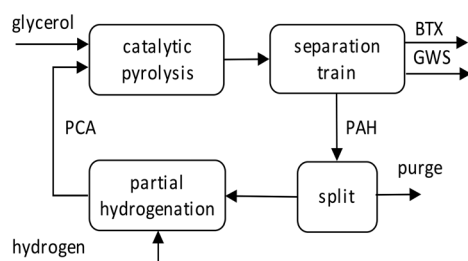 glycerol
catalytic
pyrolysis
separation
train
BTX
GWS
PCA
PAH
partial
hydrogenation
split
purge
hydrogen